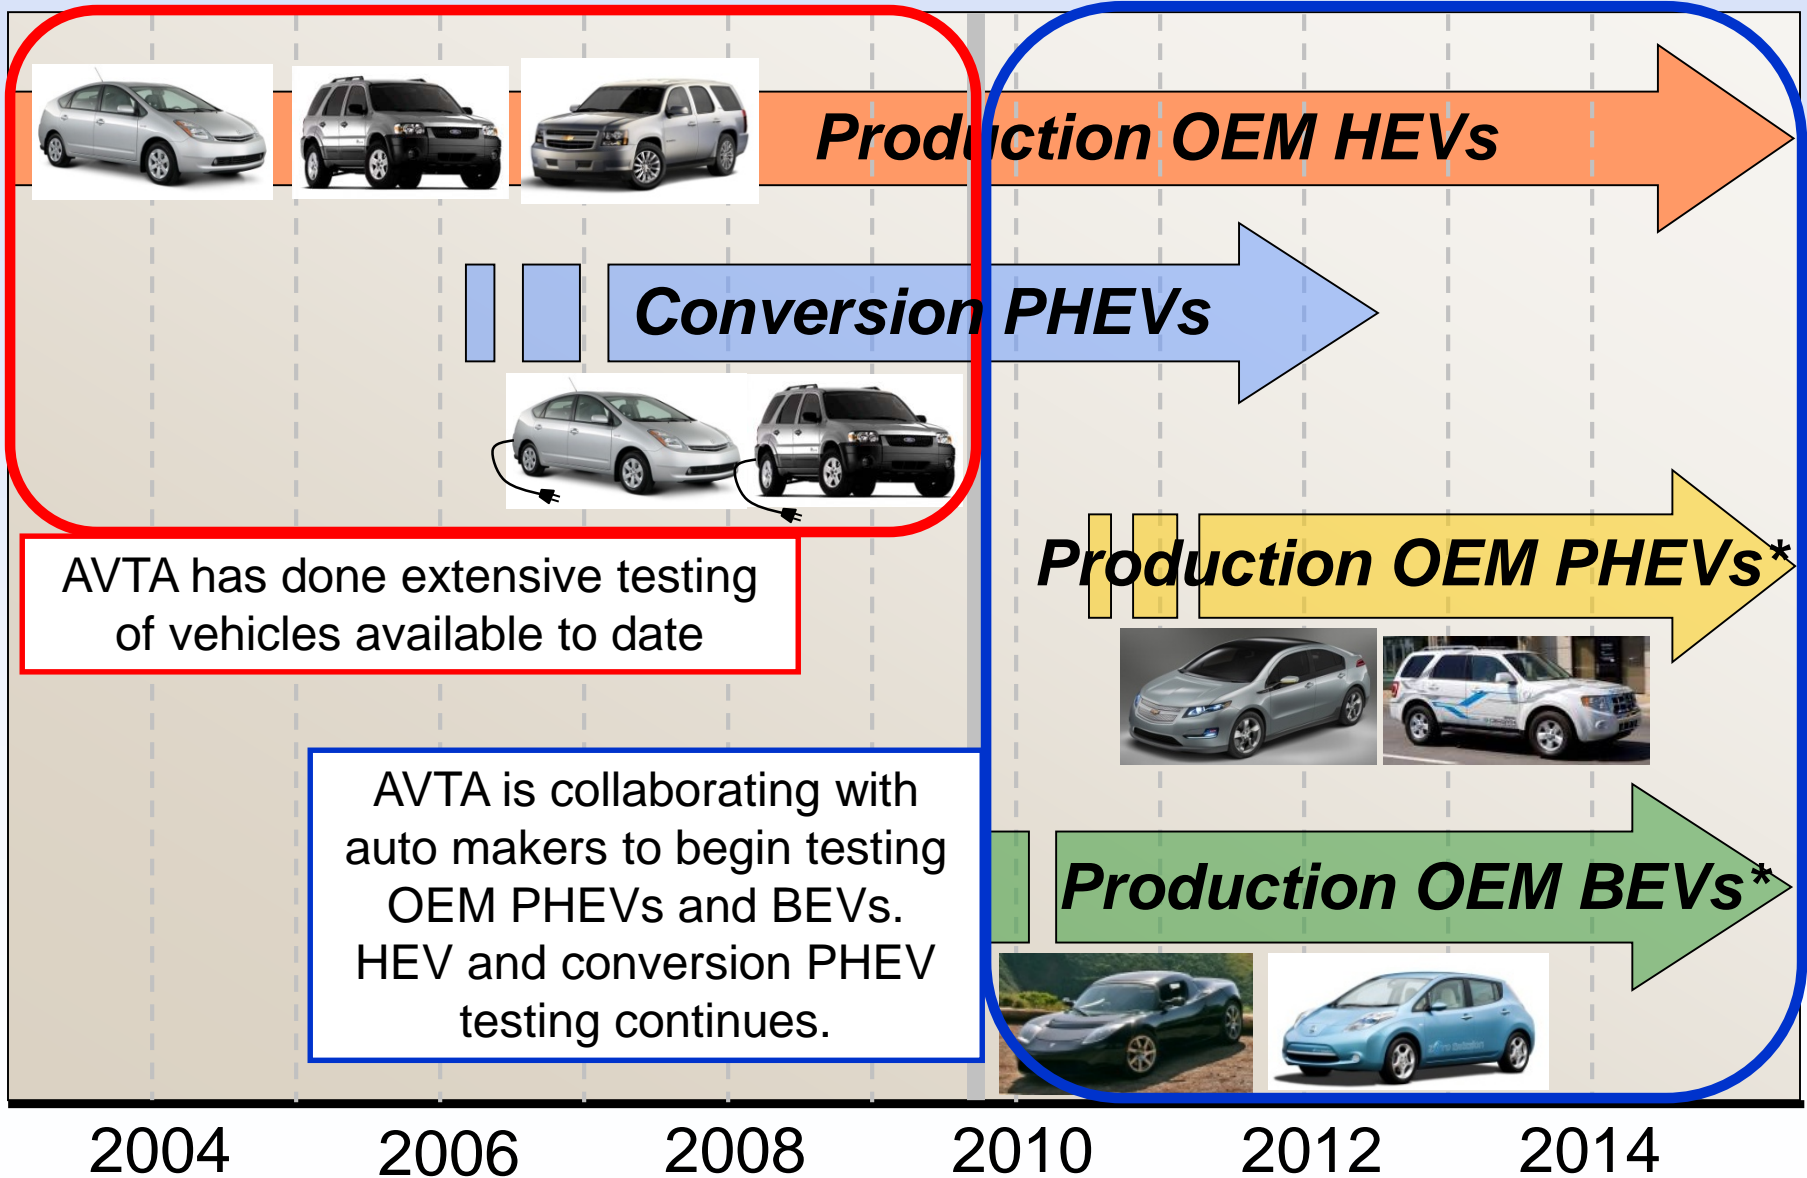 Production OEM HEVs
Conversion PHEVs
Production OEM PHEVs*
AVTA has done extensive testing
of vehicles available to date
AVTA is collaborating with
auto makers to begin testing
OEM PHEVs and BEVs.
HEV and conversion PHEV
testing continues.
Production OEM BEVs*
2004 2006 2008 2010 2012 2014